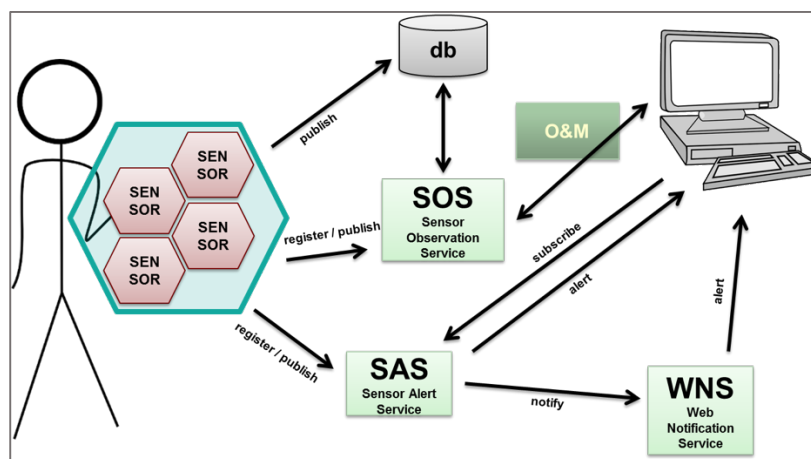 db
publish
O&M
SEN
SOR
SEN
SOR
SEN
SOR
SEN
SOR
SOS
Sensor
Observation
Service
register / publish
subscribe
alert
alert
register / publish
SAS
Sensor Alert
Service
notify
WNS
Web
Notification
Service